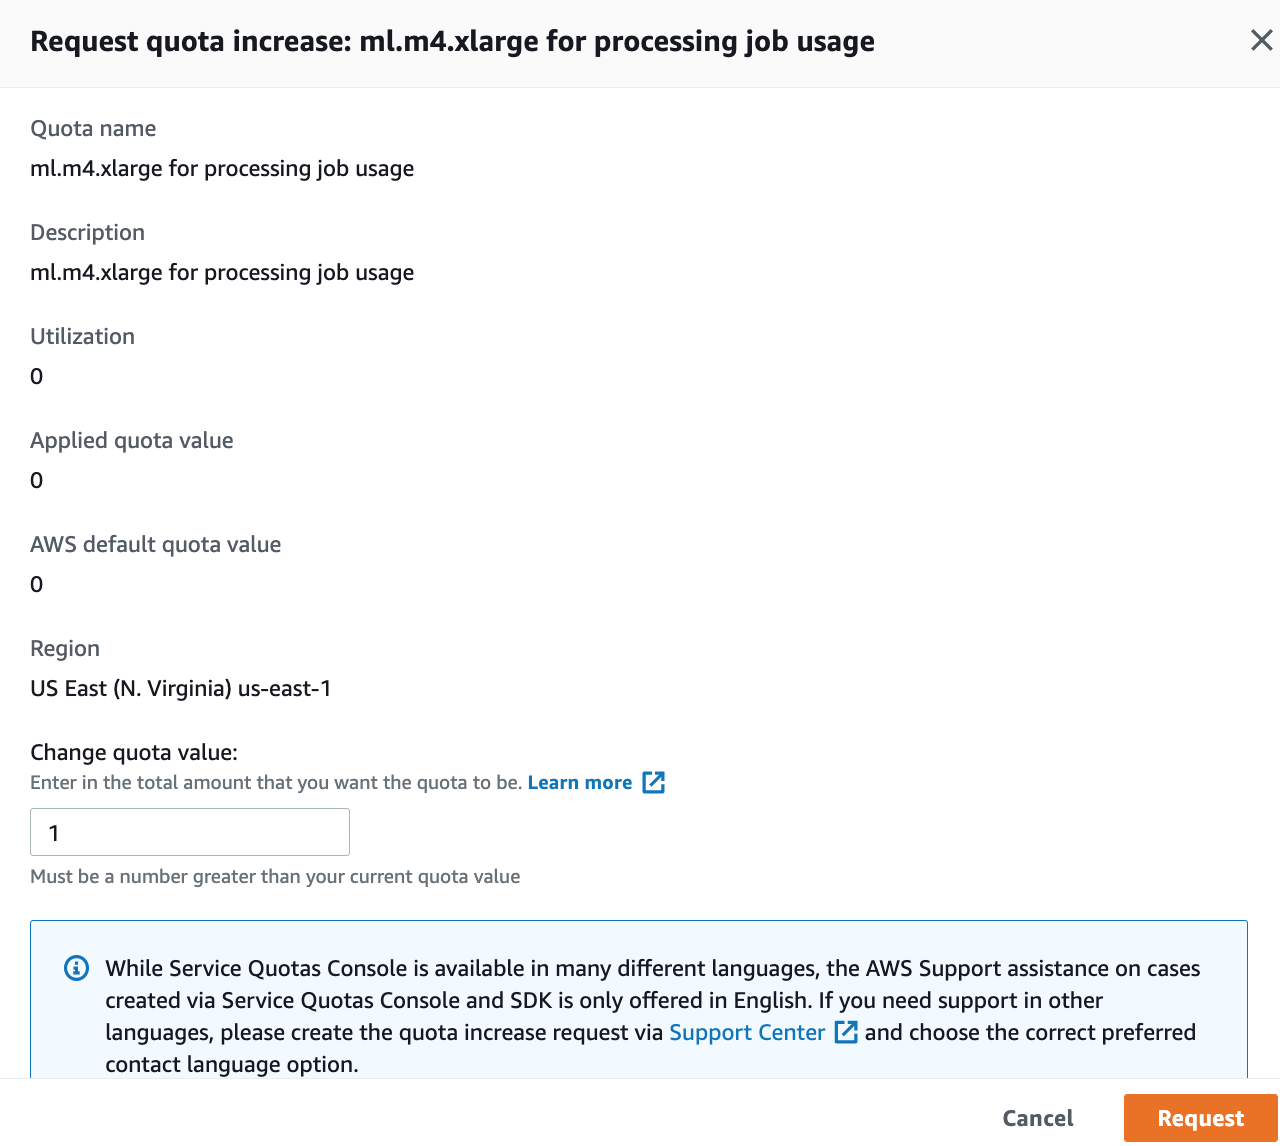 Request quota increase: ml.m4.xlarge for processing job usage
Quota name
ml.m4.xlarge for processing job usage
Description
ml.m4.xlarge for processing job usage
Utilization
0
Applied quota value
0
AWS default quota value
0
Region
US East (N. Virginia) us-east-1
Change quota value:
Enter in the total amount that you want the quota to be. Learn more
1
Must be a number greater than your current quota value
While Service Quotas Console is available in many different languages, the AWS Support assistance on cases
created via Service Quotas Console and SDK is only offered in English. If you need support in other
languages, please create the quota increase request via Support Center and choose the correct preferred
contact language option.
Cancel Request